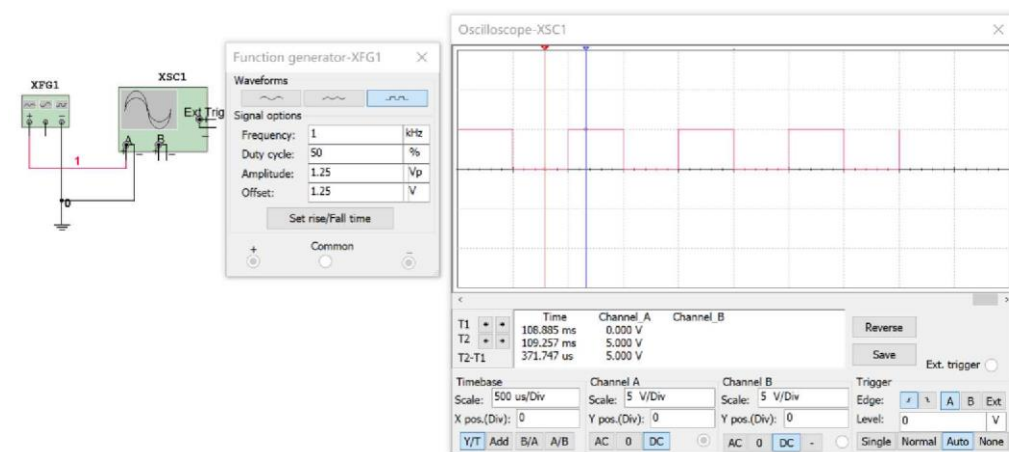 XFG1
XSC1
Ext Trig
A
B
1
0
Function generator-XFG1
Waveforms
Signal options
Frequency: 1 kHz
Duty cycle: 50 %
Amplitude: 1.25 Vp
Offset: 1.25 V
Set rise/Fall time
+ Common -
Oscilloscope-XSC1
Time Channel_A Channel_B
T1 108.885 ms 0.000 V
T2 109.257 ms 5.000 V
T2-T1 371.747 us 5.000 V
Reverse
Save
Ext. trigger
Timebase
Scale: 500 us/Div
X pos.(Div): 0
Y/T Add B/A A/B
Channel A
Scale: 5 V/Div
Y pos.(Div): 0
AC 0 DC
Channel B
Scale: 5 V/Div
Y pos.(Div): 0
AC 0 DC -
Trigger
Edge: A B Ext
Level: 0 V
Single Normal Auto None